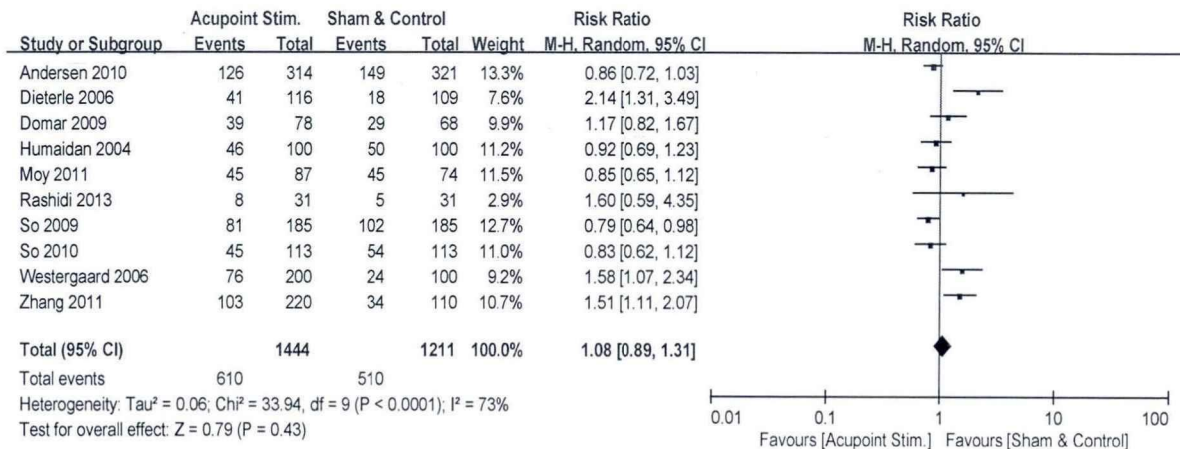 Acupoint Stim. Sham & Control Risk Ratio Risk Ratio
Study or Subgroup Events Total Events Total Weight M-H, Random, 95% CI M-H, Random, 95% CI
Andersen 2010 126 314 149 321 13.3% 0.86 [0.72, 1.03]
Dieterle 2006 41 116 18 109 7.6% 2.14 [1.31, 3.49]
Domar 2009 39 78 29 68 9.9% 1.17 [0.82, 1.67]
Humaidan 2004 46 100 50 100 11.2% 0.92 [0.69, 1.23]
Moy 2011 45 87 45 74 11.5% 0.85 [0.65, 1.12]
Rashidi 2013 8 31 5 31 2.9% 1.60 [0.59, 4.35]
So 2009 81 185 102 185 12.7% 0.79 [0.64, 0.98]
So 2010 45 113 54 113 11.0% 0.83 [0.62, 1.12]
Westergaard 2006 76 200 24 100 9.2% 1.58 [1.07, 2.34]
Zhang 2011 103 220 34 110 10.7% 1.51 [1.11, 2.07]
Total (95% CI) 1444 1211 100.0% 1.08 [0.89, 1.31]
Total events 610 510
Heterogeneity: Tau² = 0.06; Chi² = 33.94, df = 9 (P < 0.0001); I² = 73%
Test for overall effect: Z = 0.79 (P = 0.43)
0.01 0.1 1 10 100
Favours [Acupoint Stim.] Favours [Sham & Control]